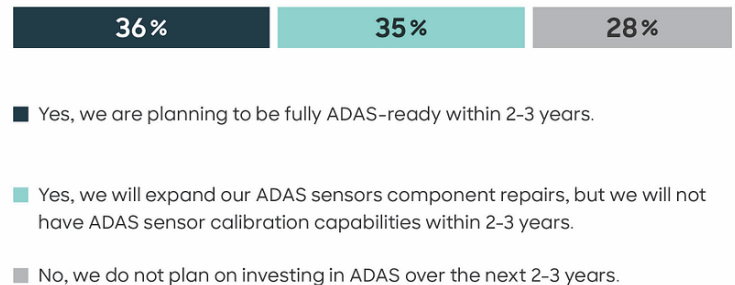 36% 35% 28%
Yes, we are planning to be fully ADAS-ready within 2-3 years.
Yes, we will expand our ADAS sensors component repairs, but we will not
have ADAS sensor calibration capabilities within 2-3 years.
No, we do not plan on investing in ADAS over the next 2-3 years.